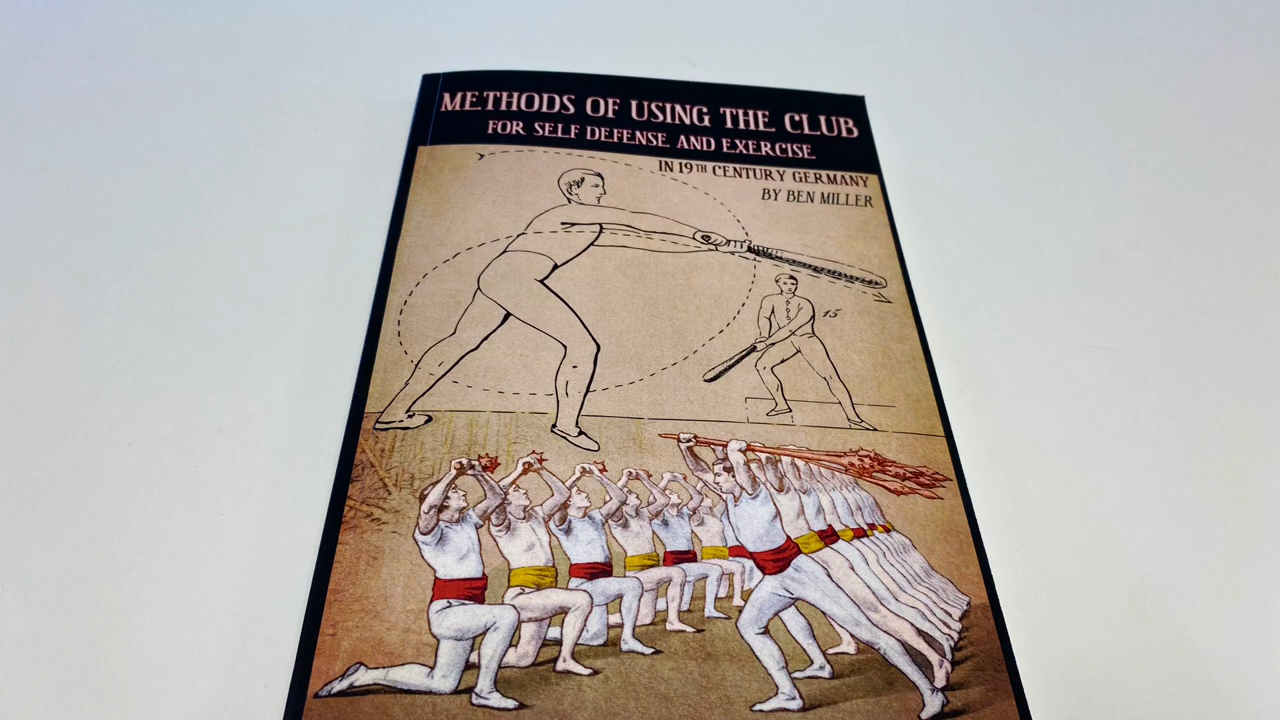 METHODS OF USING THE CLUB
FOR SELF DEFENSE AND EXERCISE
IN 19TH CENTURY GERMANY
BY BEN MILLER
15